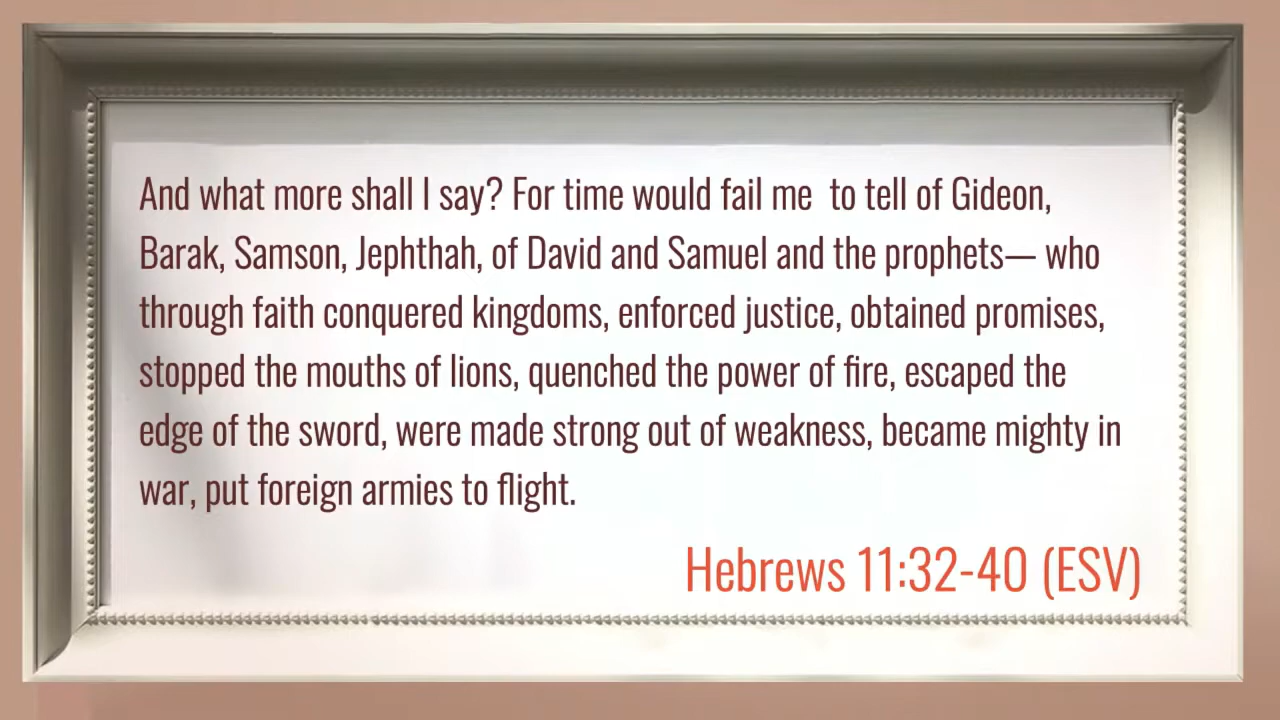 And what more shall I say? For time would fail me  to tell of Gideon,
Barak, Samson, Jephthah, of David and Samuel and the prophets— who
through faith conquered kingdoms, enforced justice, obtained promises,
stopped the mouths of lions, quenched the power of fire, escaped the
edge of the sword, were made strong out of weakness, became mighty in
war, put foreign armies to flight.
Hebrews 11:32-40 (ESV)